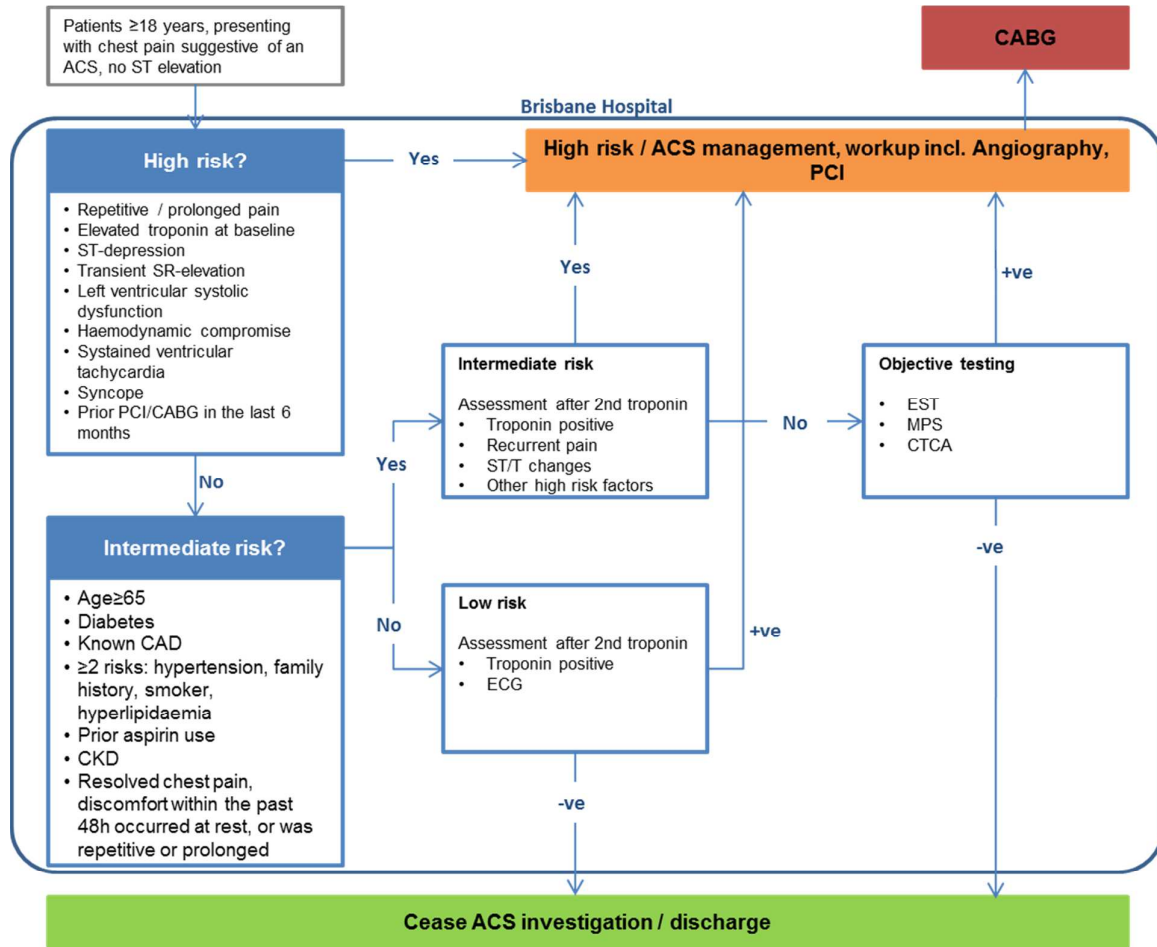 Patients ≥18 years, presenting
with chest pain suggestive of an
ACS, no ST elevation
CABG
Brisbane Hospital
High risk?
Yes
High risk / ACS management, workup incl. Angiography,
PCI
• Repetitive / prolonged pain
• Elevated troponin at baseline
• ST-depression
• Transient SR-elevation
• Left ventricular systolic
dysfunction
• Haemodynamic compromise
• Systained ventricular
tachycardia
• Syncope
• Prior PCI/CABG in the last 6
months
Yes
+ve
Intermediate risk
Assessment after 2nd troponin
• Troponin positive
• Recurrent pain
• ST/T changes
• Other high risk factors
No
Objective testing
• EST
• MPS
• CTCA
Yes
No
Intermediate risk?
• Age≥65
• Diabetes
• Known CAD
• ≥2 risks: hypertension, family
history, smoker,
hyperlipidaemia
• Prior aspirin use
• CKD
• Resolved chest pain,
discomfort within the past
48h occurred at rest, or was
repetitive or prolonged
No
Low risk
Assessment after 2nd troponin
• Troponin positive
• ECG
+ve
-ve
-ve
Cease ACS investigation / discharge